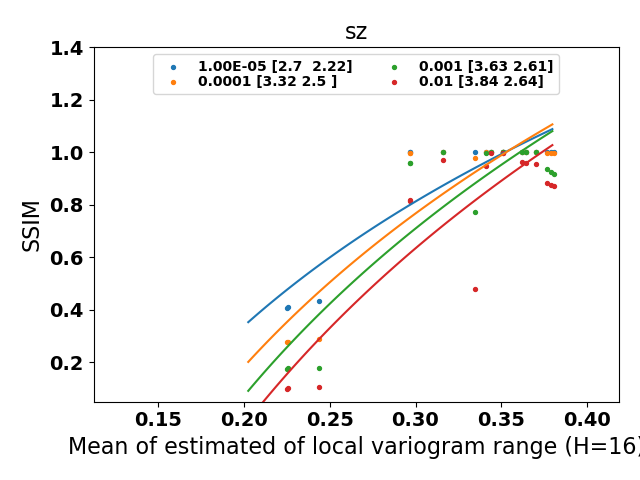 sz
1.00E-05 [2.7  2.22]
0.0001 [3.32 2.5 ]
0.001 [3.63 2.61]
0.01 [3.84 2.64]
SSIM
1.4
1.2
1.0
0.8
0.6
0.4
0.2
0.15 0.20 0.25 0.30 0.35 0.40
Mean of estimated of local variogram range (H=16)